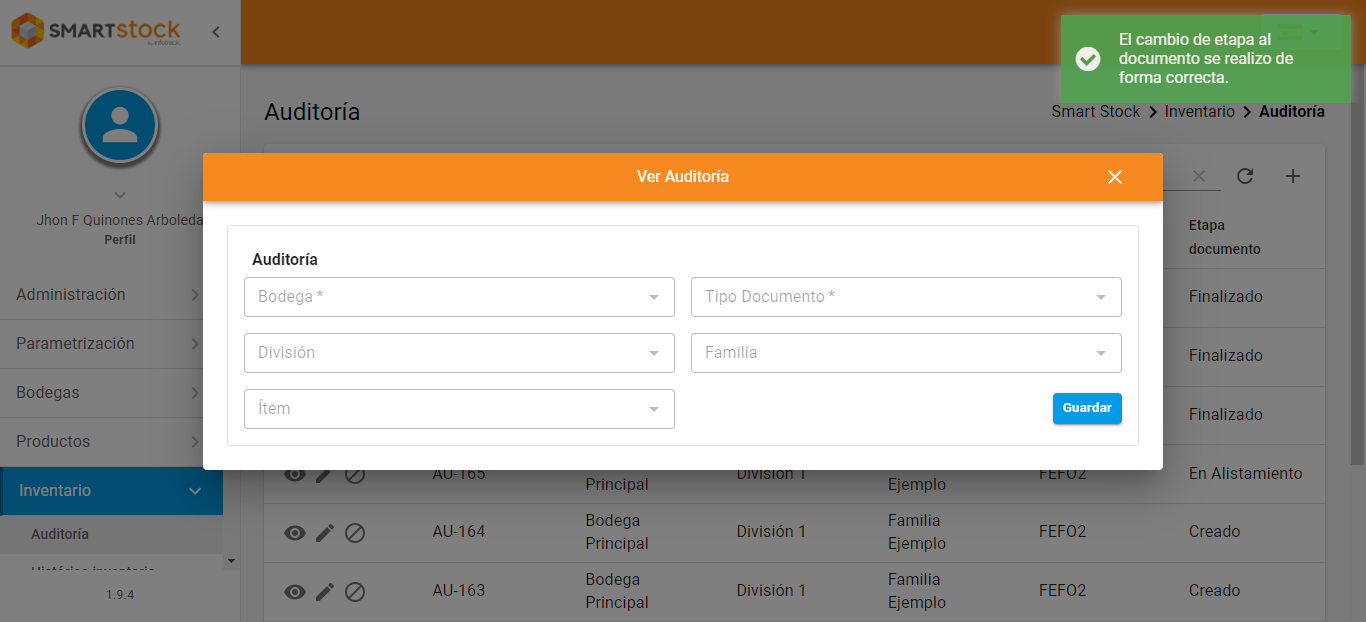 SMARTstock
by infotrack
El cambio de etapa al
documento se realizo de
forma correcta.
Auditoría
Smart Stock
Inventario
Auditoría
Jhon F Quinones Arboleda
Perfil
Administración
Parametrización
Bodegas
Productos
Inventario
Auditoría
1.9.4
Ver Auditoría
Auditoría
Bodega *
Tipo Documento *
División
Familia
Ítem
Guardar
Etapa
documento
Finalizado
Finalizado
Finalizado
AU-165
Principal
División 1
Ejemplo
FEFO2
En Alistamiento
AU-164
Bodega
Principal
División 1
Familia
Ejemplo
FEFO2
Creado
AU-163
Bodega
Principal
División 1
Familia
Ejemplo
FEFO2
Creado